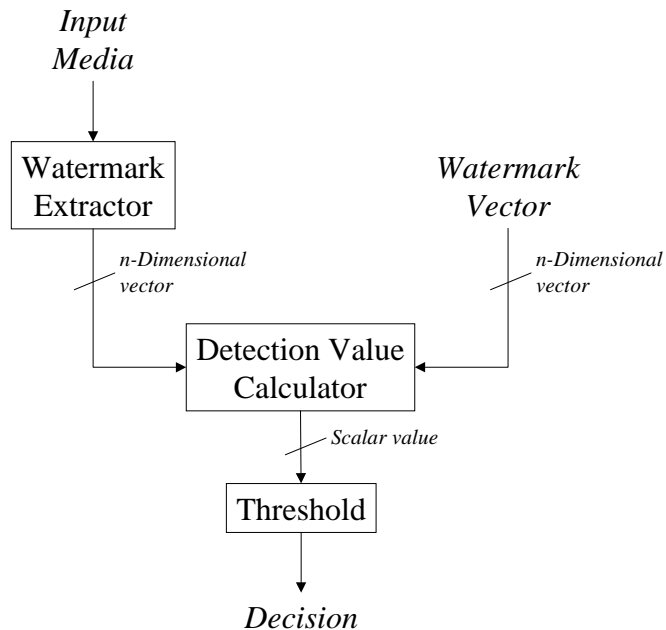 Input
Media
Watermark
Extractor
Watermark
Vector
n-Dimensional
vector
n-Dimensional
vector
Detection Value
Calculator
Scalar value
Threshold
Decision